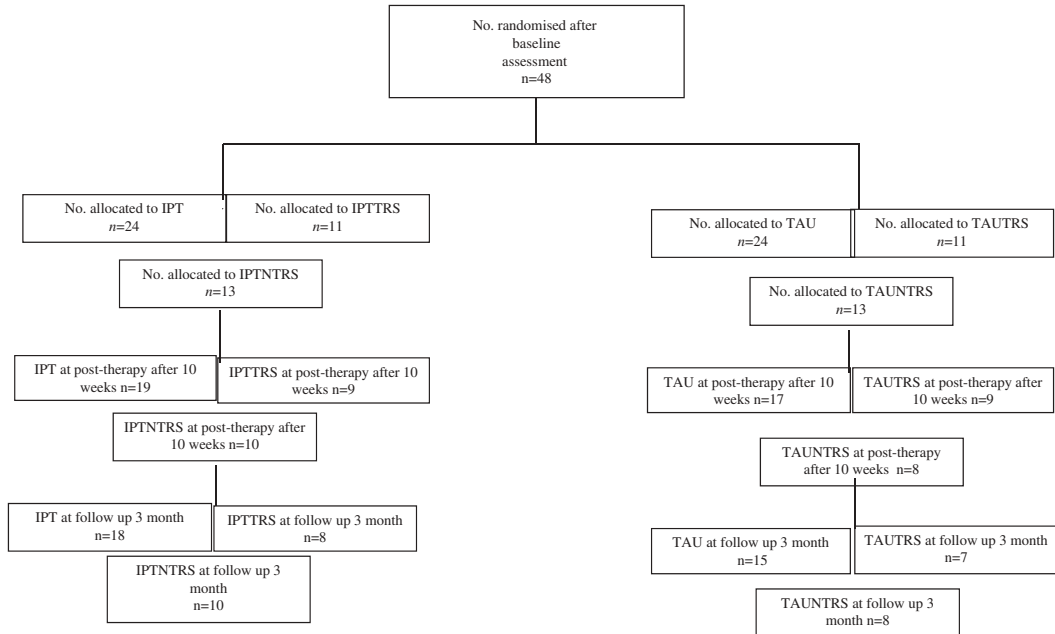 No. randomised after
baseline
assessment
n=48
No. allocated to IPT
n=24
No. allocated to IPTTRS
n=11
No. allocated to IPTNTRS
n=13
No. allocated to TAU
n=24
No. allocated to TAUTRS
n=11
No. allocated to TAUNTRS
n=13
IPT at post-therapy after 10
weeks n=19
IPTTRS at post-therapy after 10
weeks n=9
IPTNTRS at post-therapy after
10 weeks n=10
TAU at post-therapy after 10
weeks n=17
TAUTRS at post-therapy after
10 weeks n=9
TAUNTRS at post-therapy
after 10 weeks n=8
IPT at follow up 3 month
n=18
IPTTRS at follow up 3 month
n=8
IPTNTRS at follow up 3
month
n=10
TAU at follow up 3 month
n=15
TAUTRS at follow up 3 month
n=7
TAUNTRS at follow up 3
month n=8